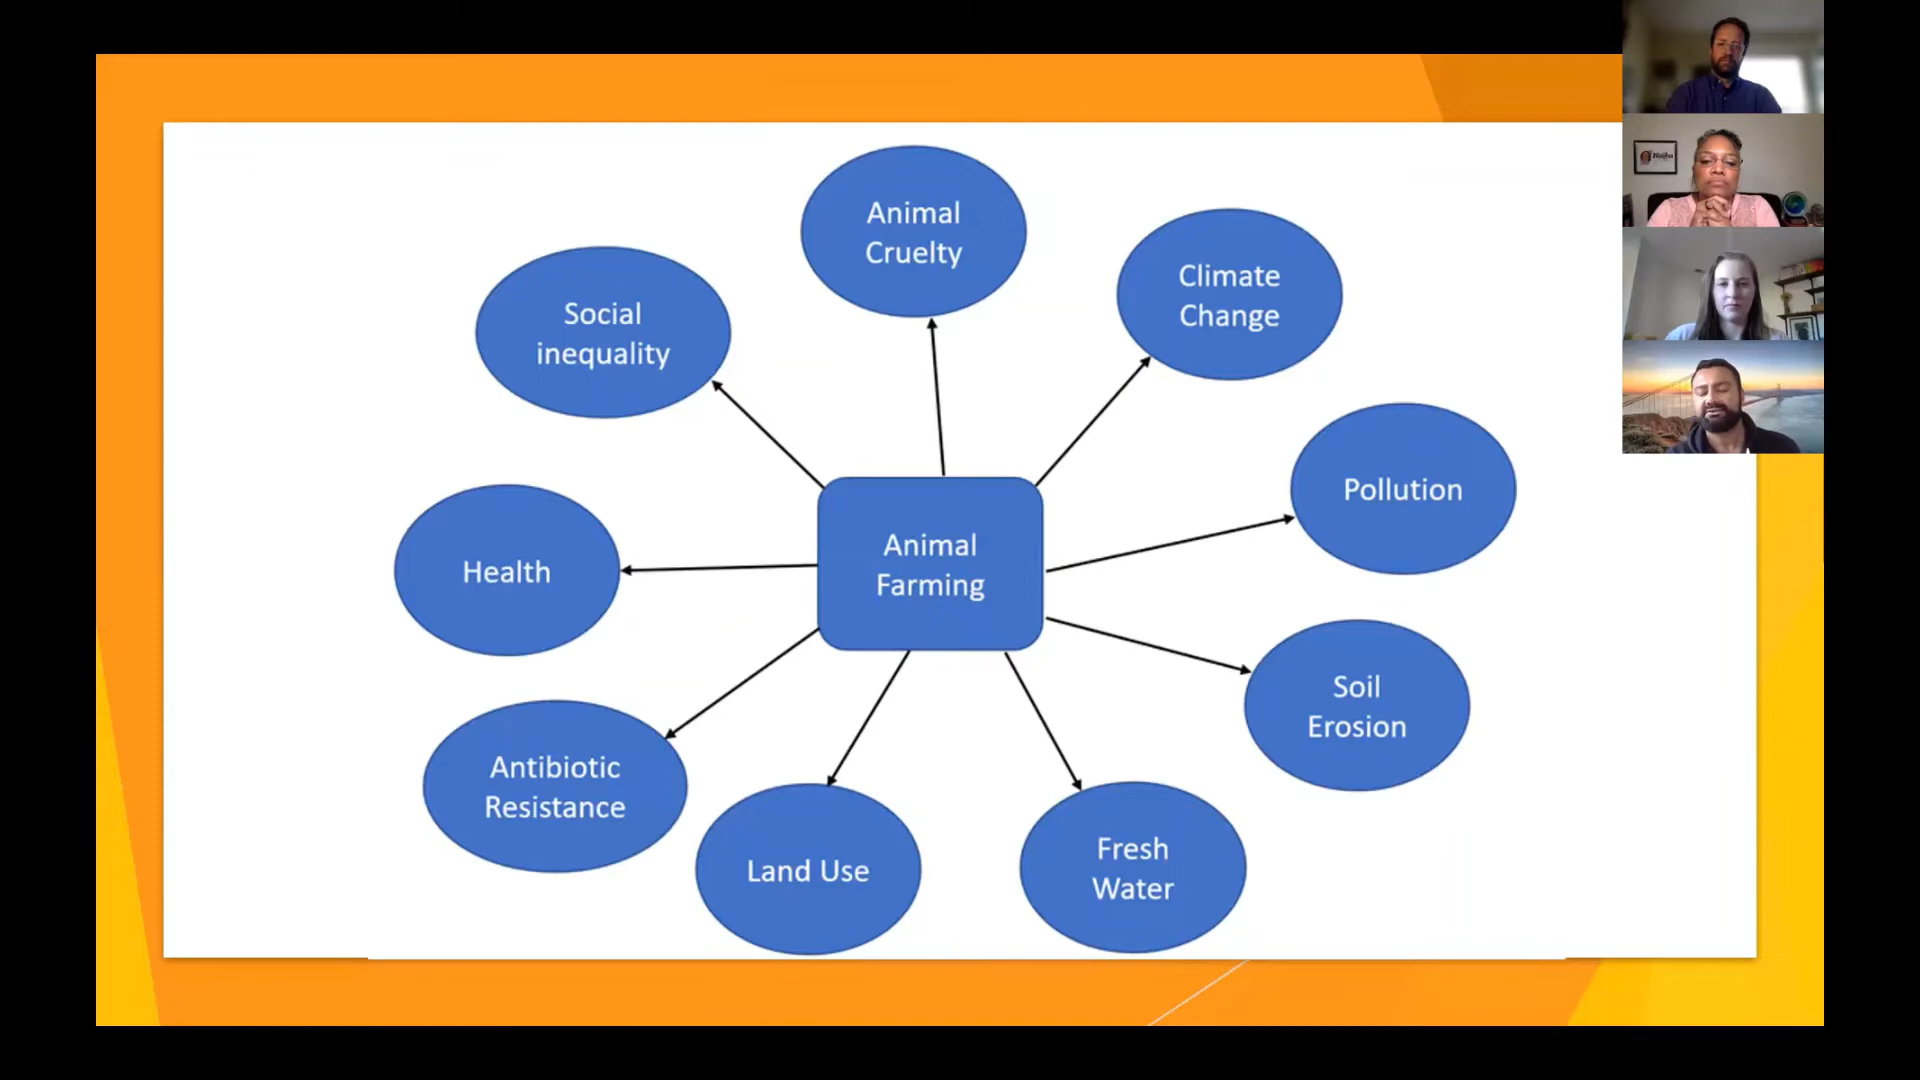 Animal
Cruelty
Climate
Change
Social
inequality
Pollution
Animal
Farming
Health
Soil
Erosion
Antibiotic
Resistance
Land Use
Fresh
Water